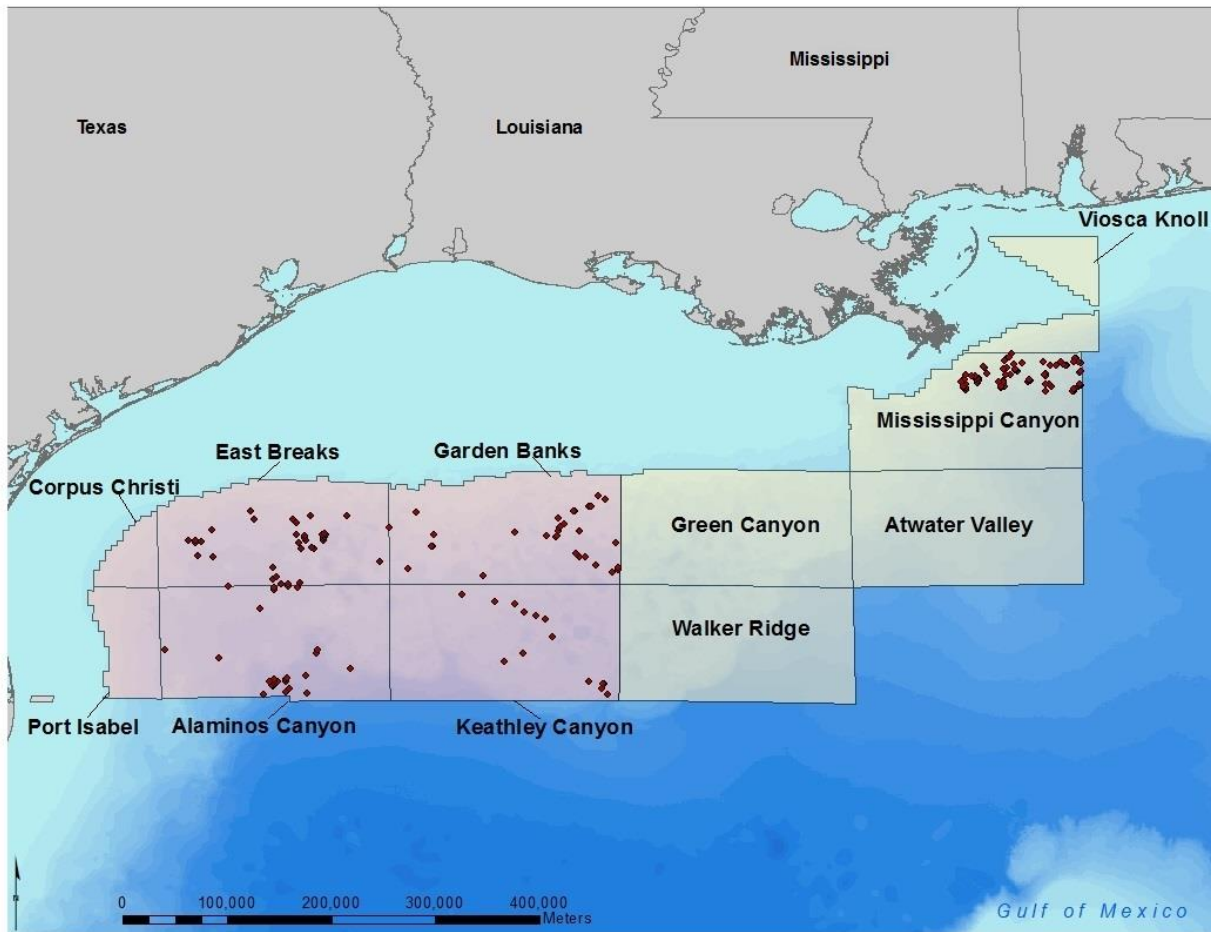 Mississippi
Texas
Louisiana
Viosca Knoll
Mississippi Canyon
East Breaks
Garden Banks
Corpus Christi
Green Canyon
Atwater Valley
Walker Ridge
Port Isabel
Alaminos Canyon
Keathley Canyon
0 100,000 200,000 300,000 400,000
Meters
Gulf of Mexico